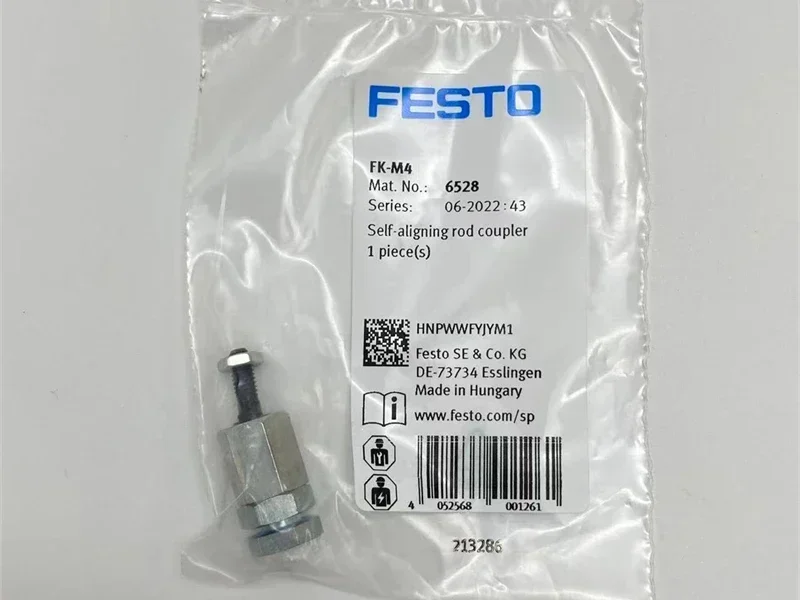 FESTO
FK-M4
Mat. No.: 6528
Series: 06-2022:43
Self-aligning rod coupler
1 piece(s)
HNPWWFYJYM1
Festo SE & Co. KG
DE-73734 Esslingen
Made in Hungary
www.festo.com/sp
4 052568 001261
213286